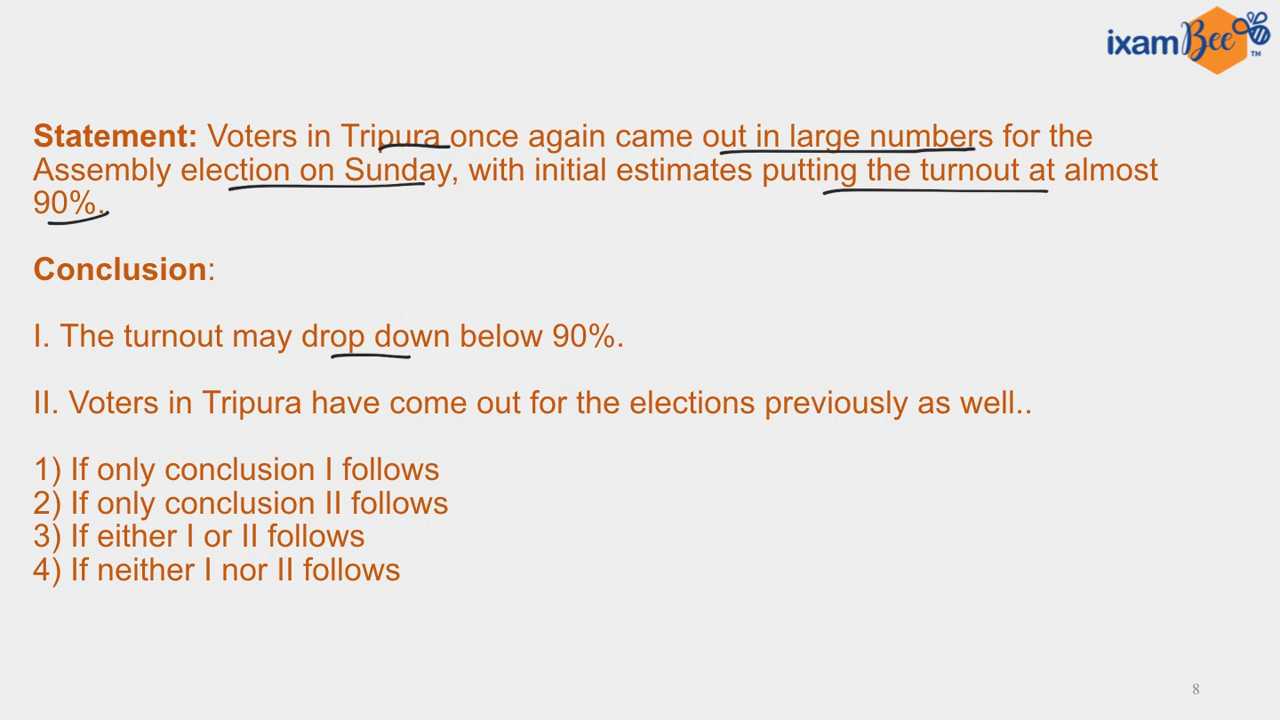 ixamBee™
Statement: Voters in Tripura once again came out in large numbers for the
Assembly election on Sunday, with initial estimates putting the turnout at almost
90%.
Conclusion:
I. The turnout may drop down below 90%.
II. Voters in Tripura have come out for the elections previously as well..
1) If only conclusion I follows
2) If only conclusion II follows
3) If either I or II follows
4) If neither I nor II follows
8